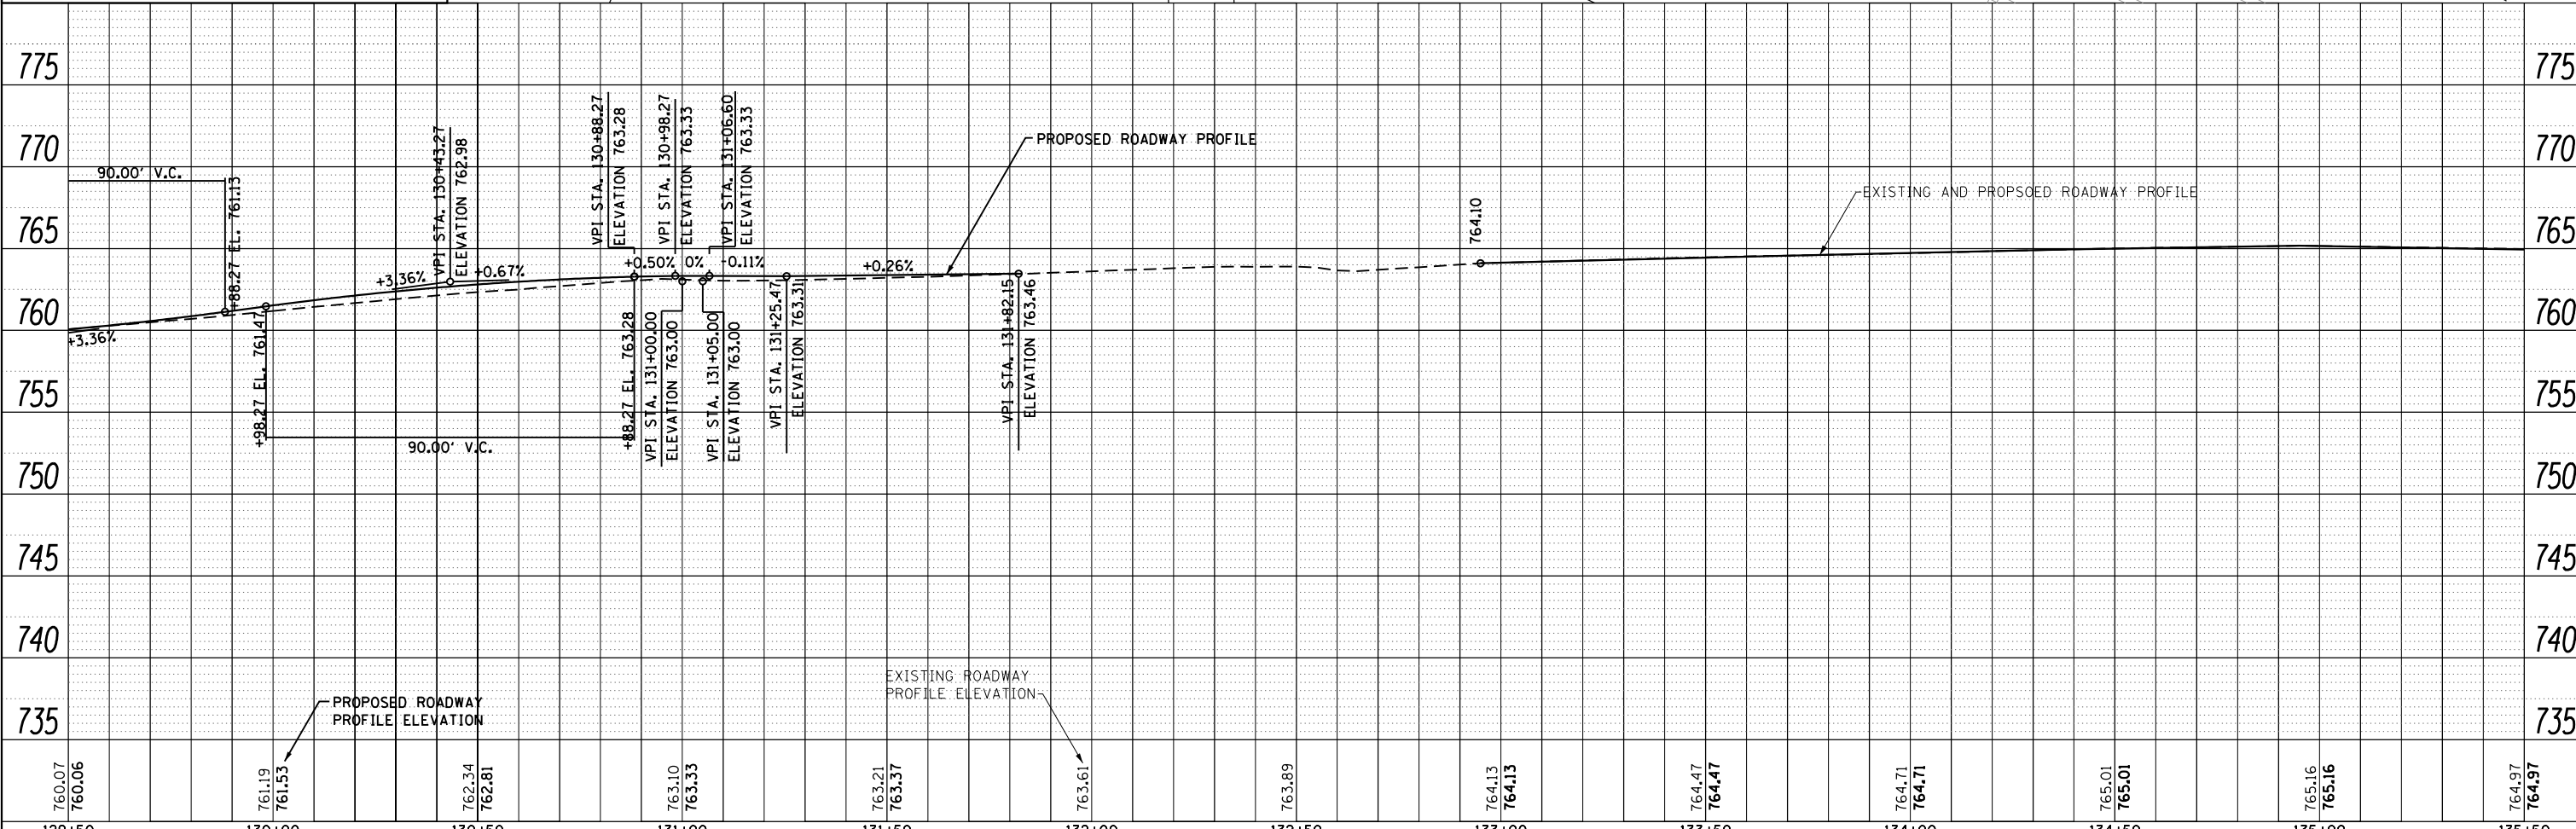 775
775
770
770
765
765
760
760
755
755
750
750
745
745
740
740
735
735
90.00' V.C.
+88.27 EL. 761.13
+3.36%
+98.27 EL. 761.47
90.00' V.C.
+3.36%
VPI STA. 130+43.27
ELEVATION 762.98
+0.67%
VPI STA. 130+88.27
ELEVATION 763.28
VPI STA. 130+98.27
ELEVATION 763.33
VPI STA. 131+06.60
ELEVATION 763.33
+0.50%
0%
-0.11%
+0.26%
+88.27 EL. 763.28
VPI STA. 131+00.00
ELEVATION 763.00
VPI STA. 131+05.00
ELEVATION 763.00
VPI STA. 131+25.47
ELEVATION 763.31
VPI STA. 131+82.15
ELEVATION 763.46
PROPOSED ROADWAY PROFILE
764.10
EXISTING AND PROPSOED ROADWAY PROFILE
PROPOSED ROADWAY
PROFILE ELEVATION
EXISTING ROADWAY
PROFILE ELEVATION
760.07
760.06
761.19
761.53
762.34
762.81
763.10
763.33
763.21
763.37
763.61
763.89
764.13
764.13
764.47
764.47
764.71
764.71
765.01
765.01
765.16
765.16
764.97
764.97